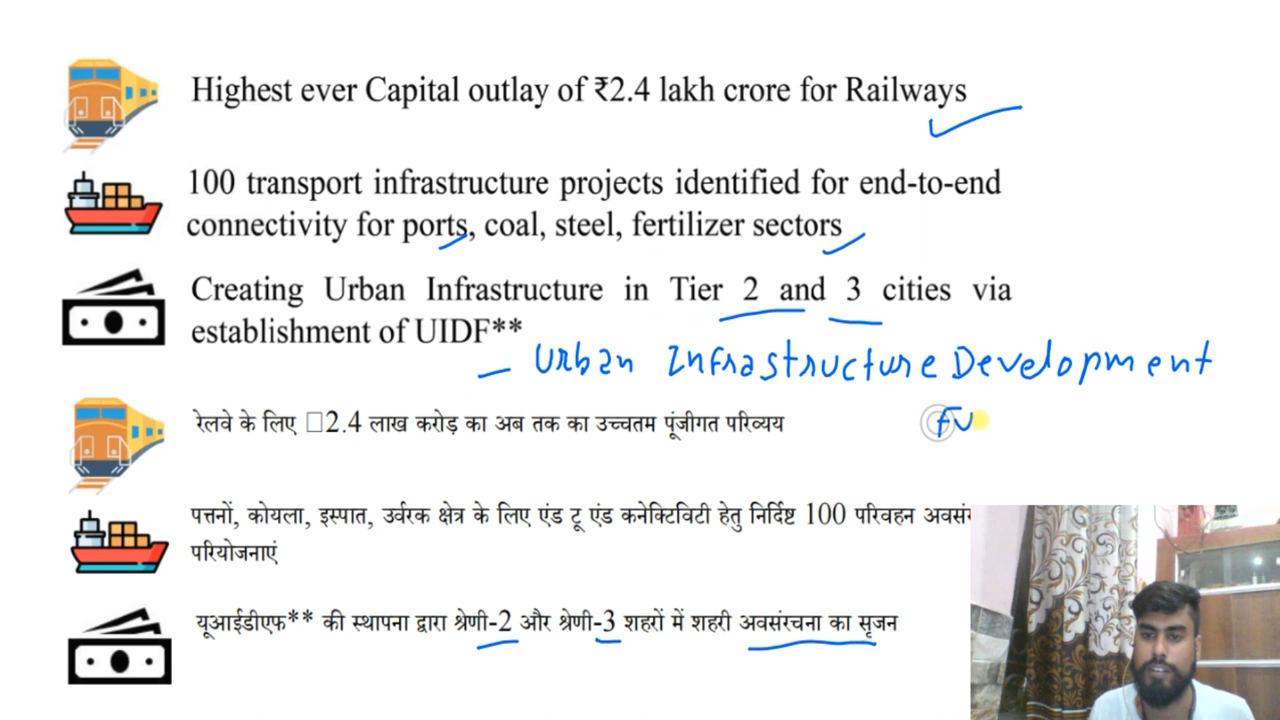 Highest ever Capital outlay of ₹2.4 lakh crore for Railways
100 transport infrastructure projects identified for end-to-end
connectivity for ports, coal, steel, fertilizer sectors
Creating Urban Infrastructure in Tier 2 and 3 cities via
establishment of UIDF**
– Urban Infrastructure Development
FU
रेलवे के लिए □2.4 लाख करोड़ का अब तक का उच्चतम पूंजीगत परिव्यय
पत्तनों, कोयला, इस्पात, उर्वरक क्षेत्र के लिए एंड टू एंड कनेक्टिविटी हेतु निर्दिष्ट 100 परिवहन
परियोजनाएं
यूआईडीएफ** की स्थापना द्वारा श्रेणी-2 और श्रेणी-3 शहरों में शहरी अवसंरचना का सृजन